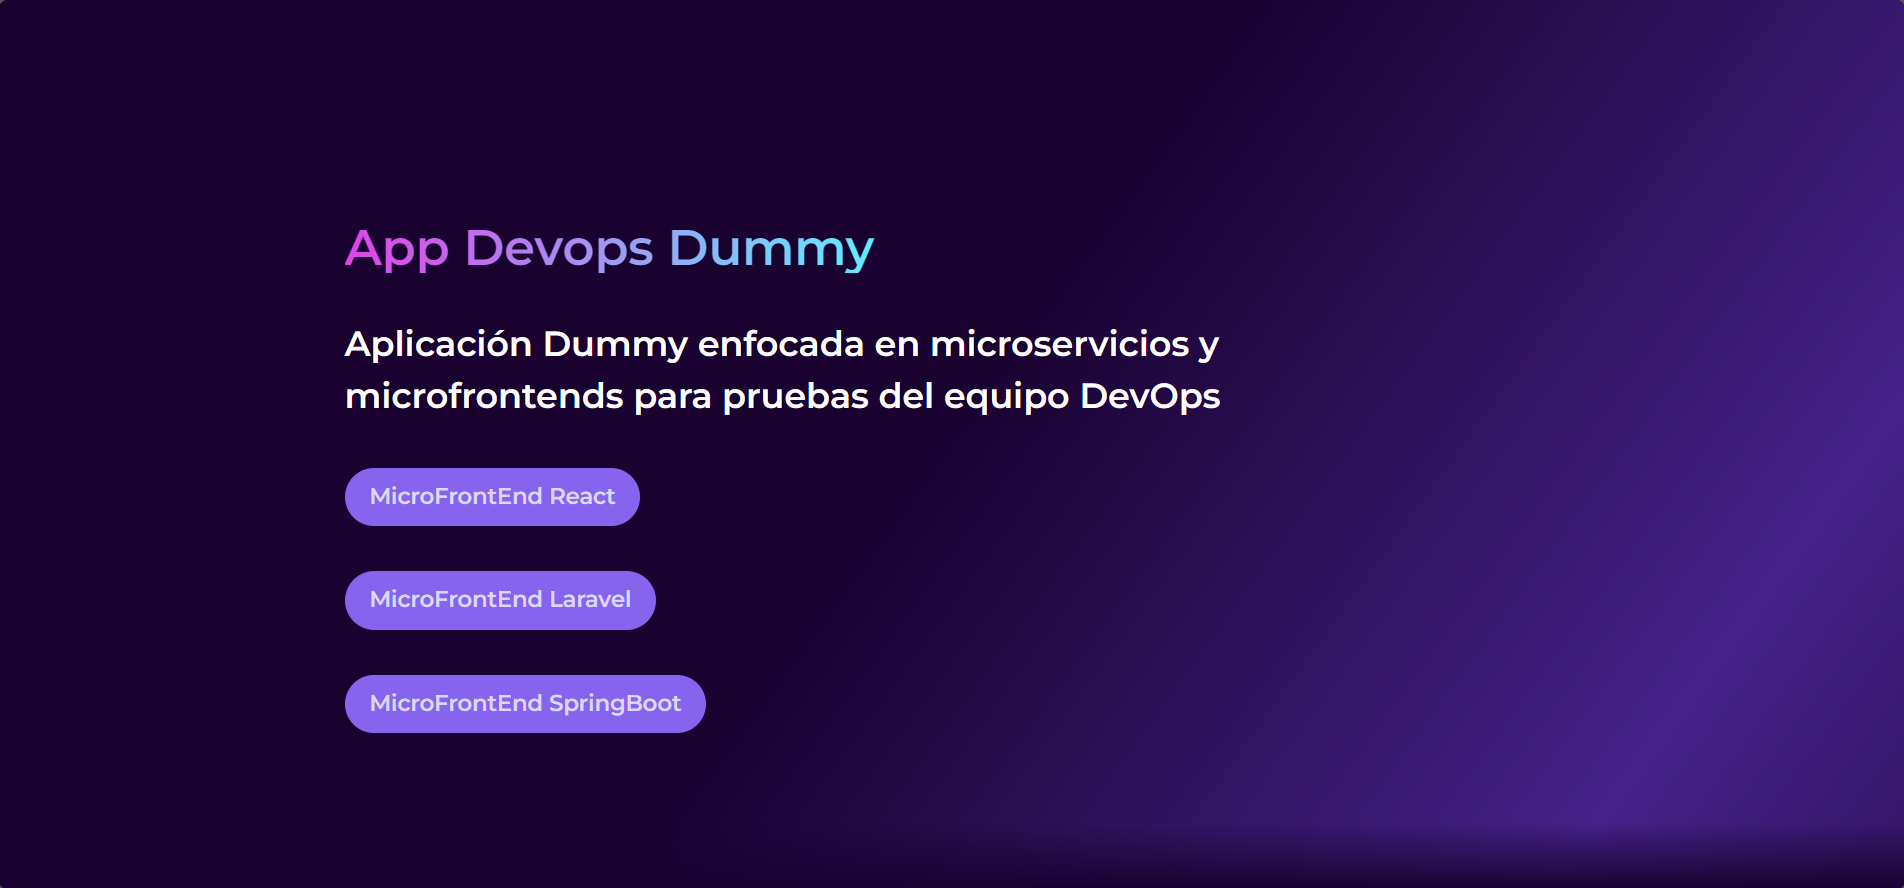 App Devops Dummy
Aplicación Dummy enfocada en microservicios y
microfrontends para pruebas del equipo DevOps
MicroFrontEnd React
MicroFrontEnd Laravel
MicroFrontEnd SpringBoot